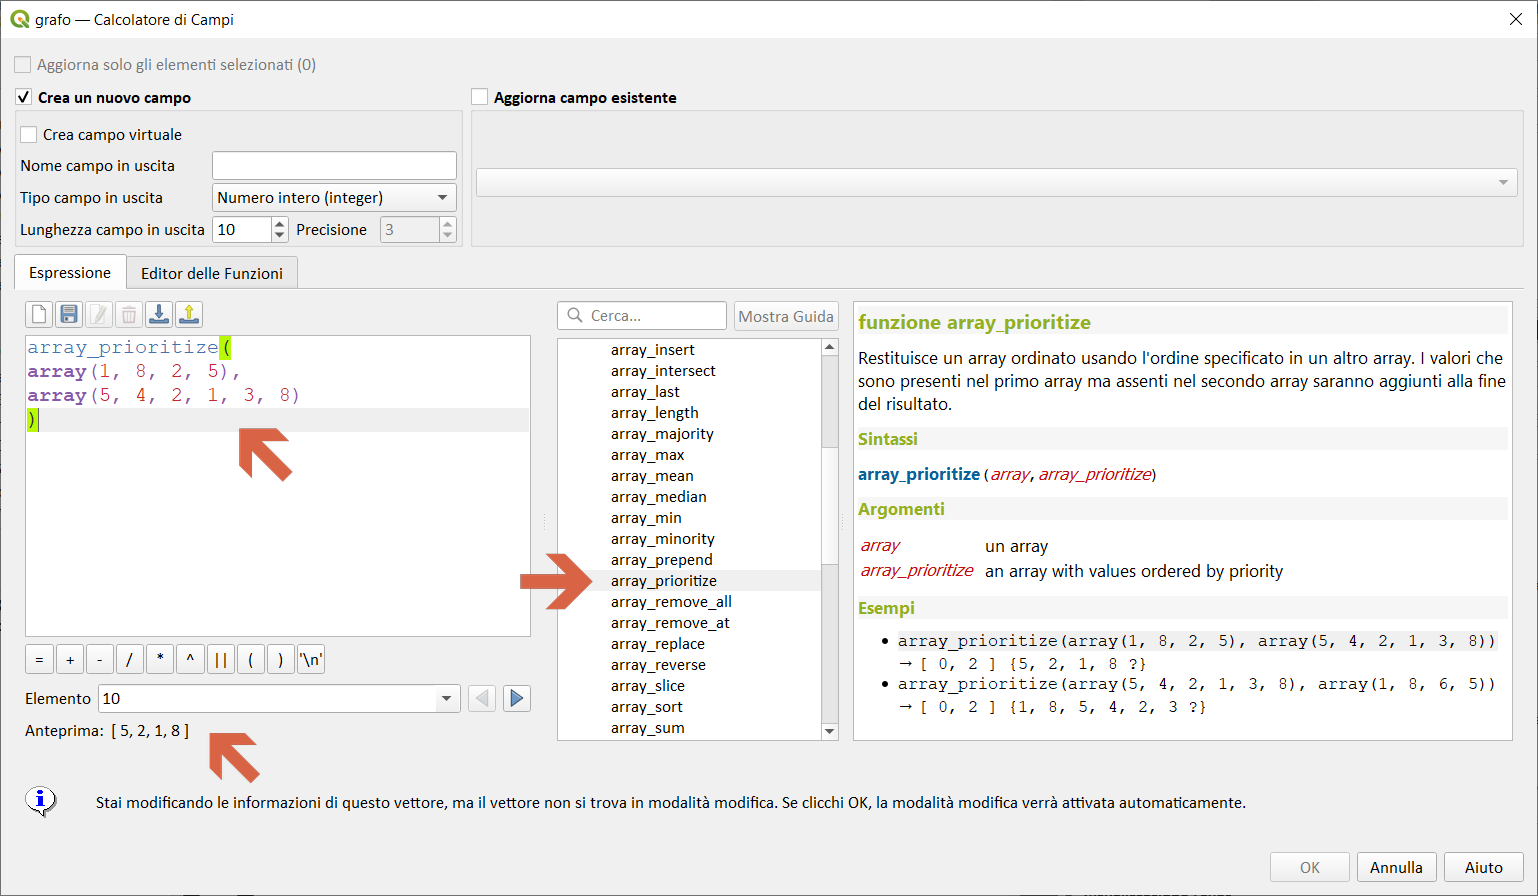 grafo — Calcolatore di Campi
Aggiorna solo gli elementi selezionati (0)
Crea un nuovo campo
Aggiorna campo esistente
Crea campo virtuale
Nome campo in uscita
Tipo campo in uscita Numero intero (integer)
Lunghezza campo in uscita 10 Precisione 3
Espressione Editor delle Funzioni
array_prioritize(
array(1, 8, 2, 5),
array(5, 4, 2, 1, 3, 8)
)
= + - / * ^ || ( ) '\n'
Elemento 10
Anteprima: [ 5, 2, 1, 8 ]
Cerca... Mostra Guida
array_insert
array_intersect
array_last
array_length
array_majority
array_max
array_mean
array_median
array_min
array_minority
array_prepend
array_prioritize
array_remove_all
array_remove_at
array_replace
array_reverse
array_slice
array_sort
array_sum
funzione array_prioritize
Restituisce un array ordinato usando l'ordine specificato in un altro array. I valori che
sono presenti nel primo array ma assenti nel secondo array saranno aggiunti alla fine
del risultato.
Sintassi
array_prioritize(array, array_prioritize)
Argomenti
array un array
array_prioritize an array with values ordered by priority
Esempi
• array_prioritize(array(1, 8, 2, 5), array(5, 4, 2, 1, 3, 8))
→ [ 0, 2 ] {5, 2, 1, 8 ?}
• array_prioritize(array(5, 4, 2, 1, 3, 8), array(1, 8, 6, 5))
→ [ 0, 2 ] {1, 8, 5, 4, 2, 3 ?}
Stai modificando le informazioni di questo vettore, ma il vettore non si trova in modalità modifica. Se clicchi OK, la modalità modifica verrà attivata automaticamente.
OK Annulla Aiuto